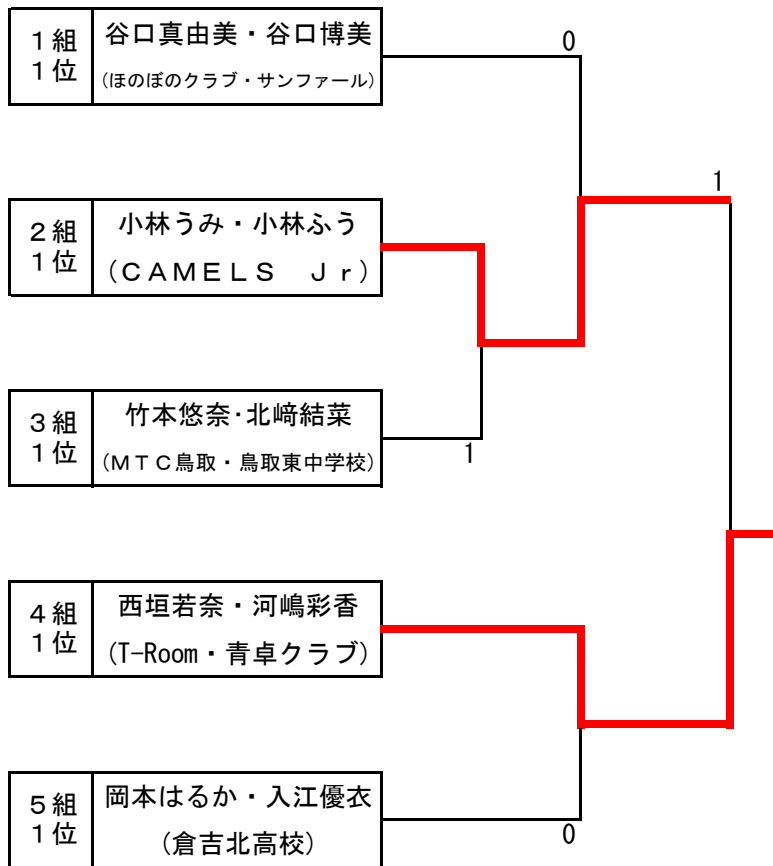 1組
1位
谷口真由美・谷口博美
(ほのぼのクラブ・サンファール)
0
1
2組
1位
小林うみ・小林ふう
(CAMELS Jr)
3組
1位
竹本悠奈・北﨑結菜
(MTC鳥取・鳥取東中学校)
1
4組
1位
西垣若奈・河嶋彩香
(T-Room・青卓クラブ)
5組
1位
岡本はるか・入江優衣
(倉吉北高校)
0